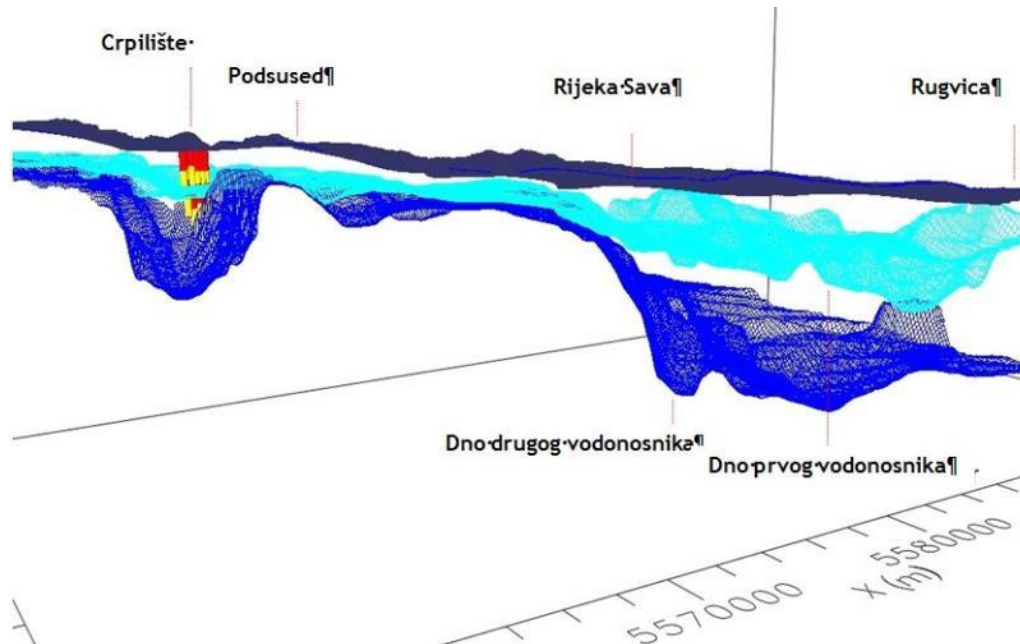 Crpilište·
Podsused¶
Rijeka·Sava¶
Rugvica¶
Dno·drugog·vodonosnika¶
Dno·prvog·vodonosnika¶
5570000
5580000
X (m)